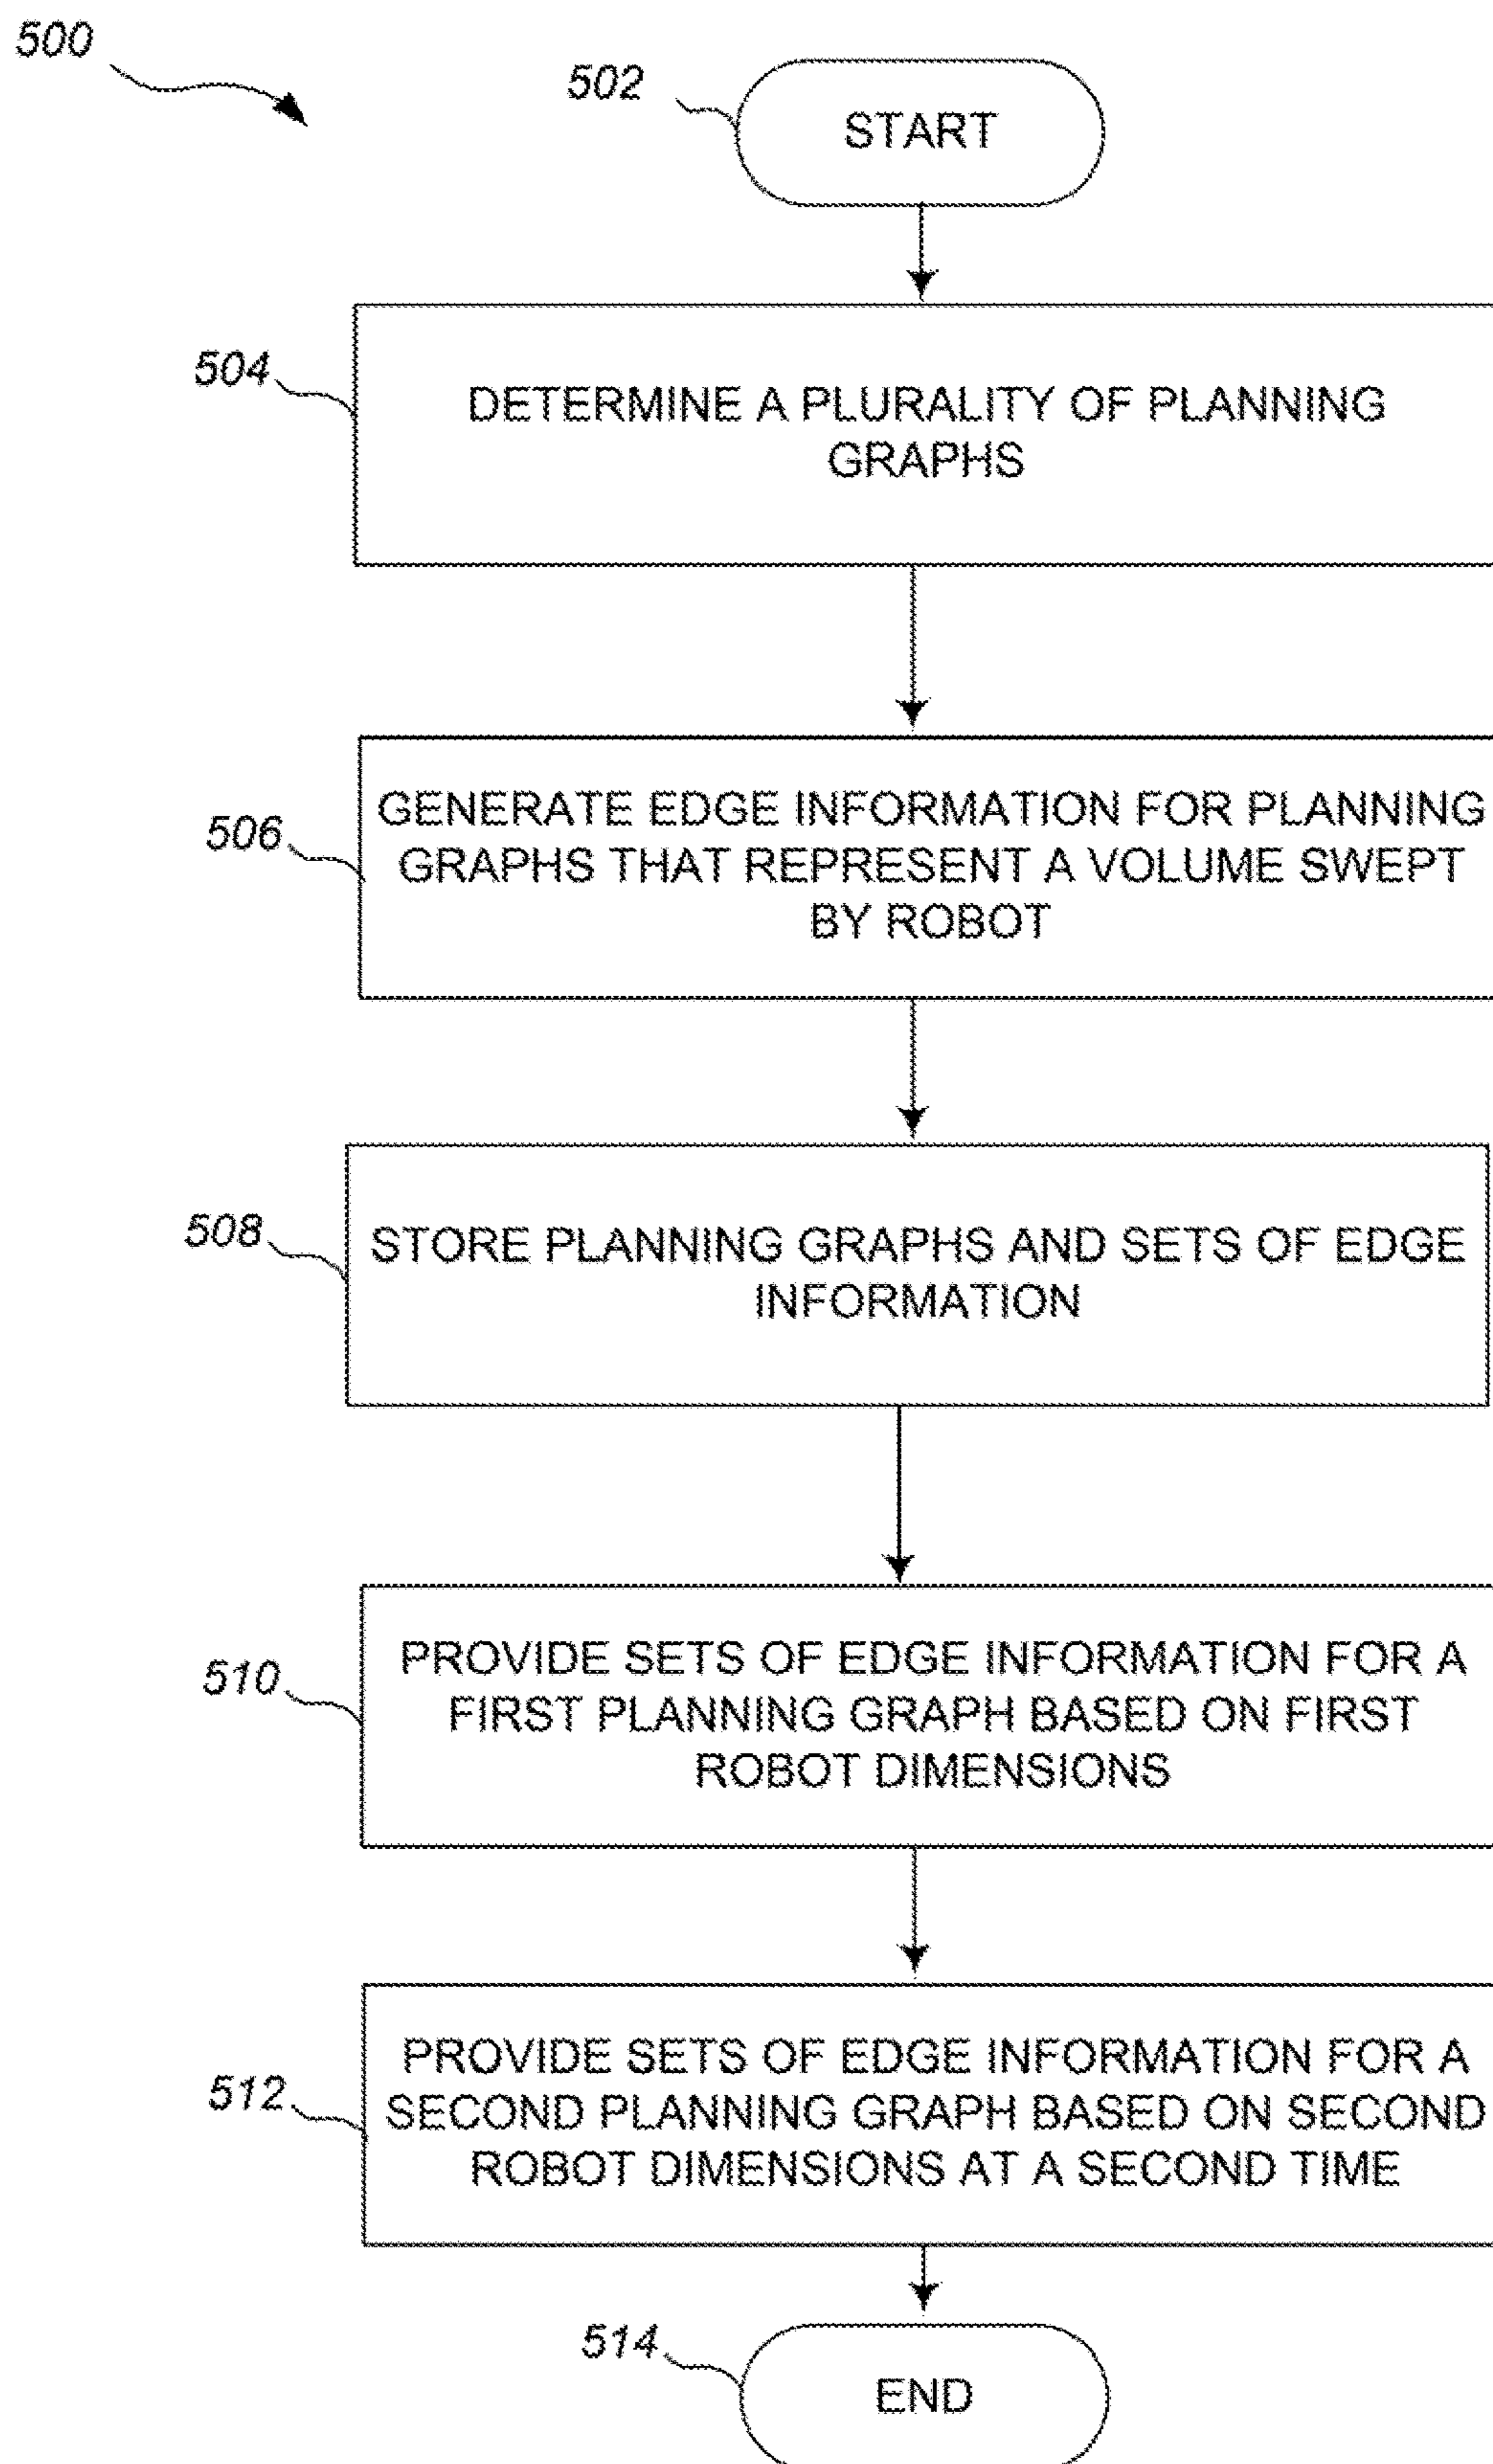 500
502
START
504
DETERMINE A PLURALITY OF PLANNING
GRAPHS
506
GENERATE EDGE INFORMATION FOR PLANNING
GRAPHS THAT REPRESENT A VOLUME SWEPT
BY ROBOT
508
STORE PLANNING GRAPHS AND SETS OF EDGE
INFORMATION
510
PROVIDE SETS OF EDGE INFORMATION FOR A
FIRST PLANNING GRAPH BASED ON FIRST
ROBOT DIMENSIONS
512
PROVIDE SETS OF EDGE INFORMATION FOR A
SECOND PLANNING GRAPH BASED ON SECOND
ROBOT DIMENSIONS AT A SECOND TIME
514
END